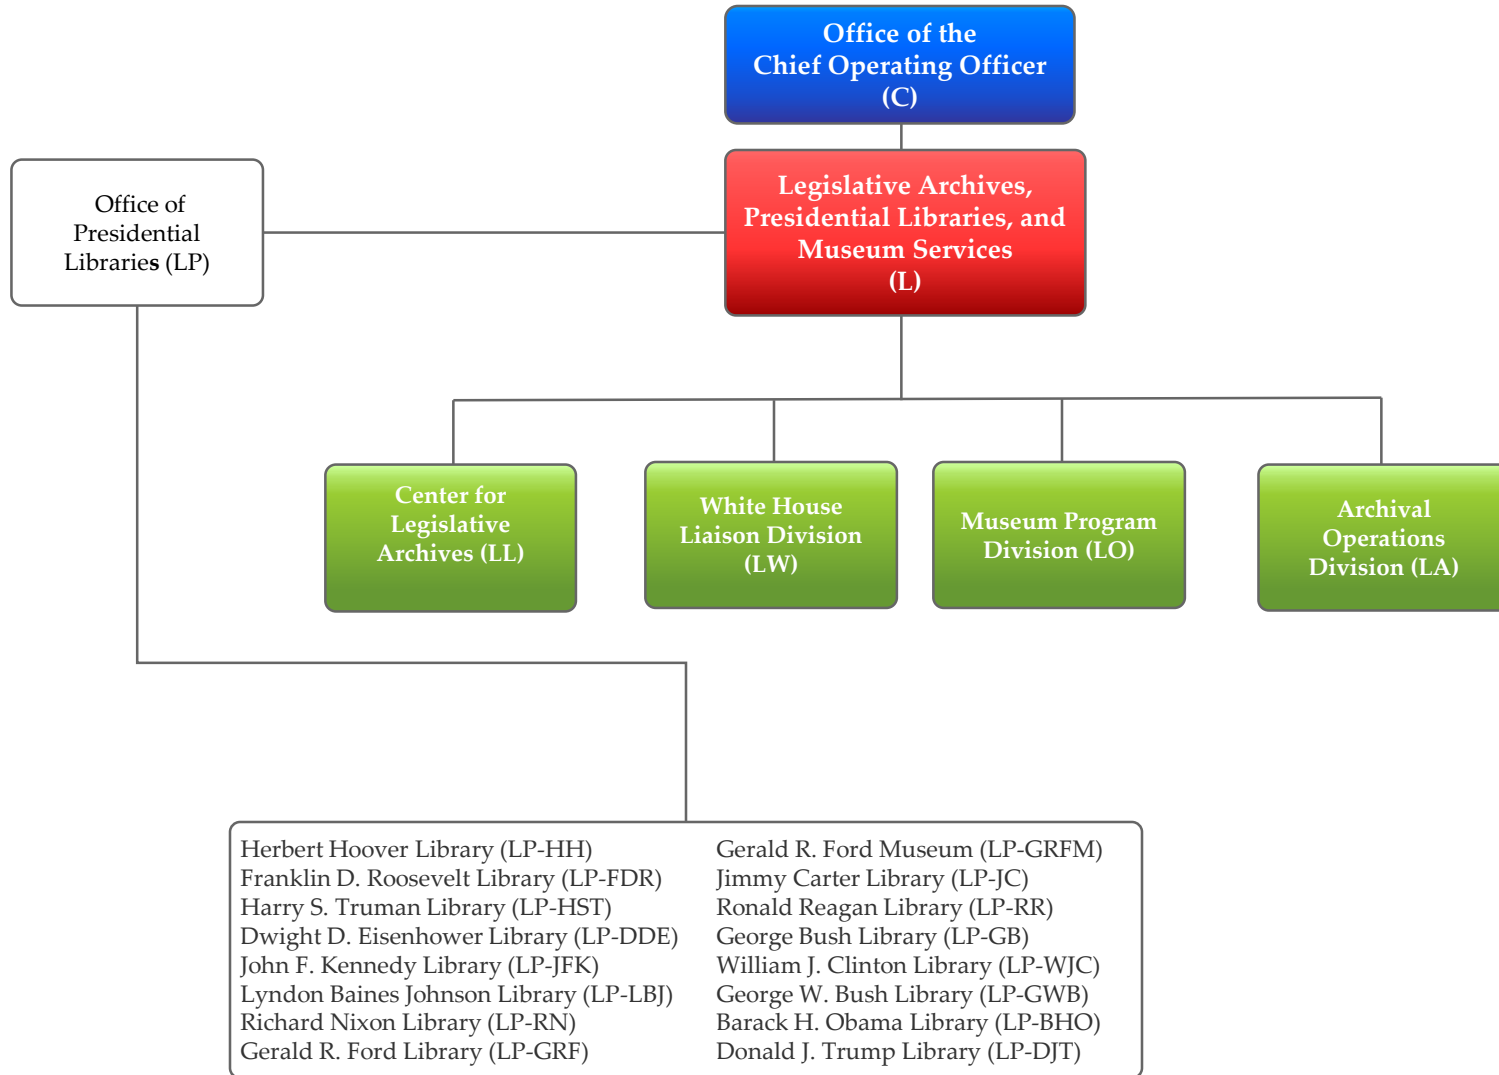 Office of the
Chief Operating Officer
(C)
Legislative Archives,
Presidential Libraries, and
Museum Services
(L)
Office of
Presidential
Libraries (LP)
Center for
Legislative
Archives (LL)
White House
Liaison Division
(LW)
Museum Program
Division (LO)
Archival
Operations
Division (LA)
Herbert Hoover Library (LP-HH)
Franklin D. Roosevelt Library (LP-FDR)
Harry S. Truman Library (LP-HST)
Dwight D. Eisenhower Library (LP-DDE)
John F. Kennedy Library (LP-JFK)
Lyndon Baines Johnson Library (LP-LBJ)
Richard Nixon Library (LP-RN)
Gerald R. Ford Library (LP-GRF)
Gerald R. Ford Museum (LP-GRFM)
Jimmy Carter Library (LP-JC)
Ronald Reagan Library (LP-RR)
George Bush Library (LP-GB)
William J. Clinton Library (LP-WJC)
George W. Bush Library (LP-GWB)
Barack H. Obama Library (LP-BHO)
Donald J. Trump Library (LP-DJT)